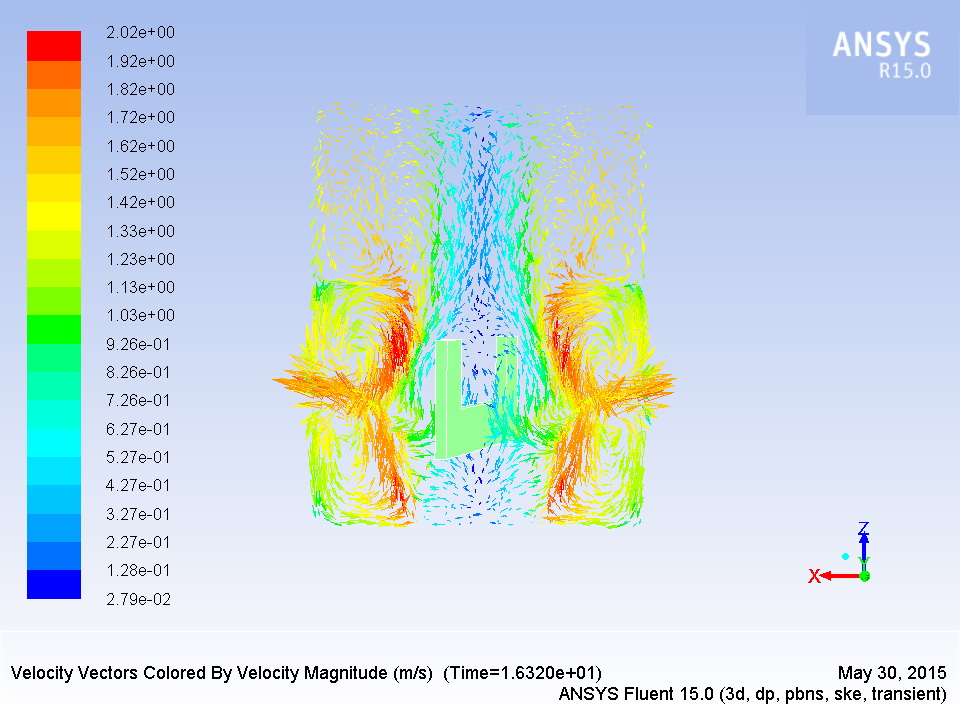 2.02e+00
1.92e+00
1.82e+00
1.72e+00
1.62e+00
1.52e+00
1.42e+00
1.33e+00
1.23e+00
1.13e+00
1.03e+00
9.26e-01
8.26e-01
7.26e-01
6.27e-01
5.27e-01
4.27e-01
3.27e-01
2.27e-01
1.28e-01
2.79e-02
ANSYS
R15.0
Z
Y
X
Velocity Vectors Colored By Velocity Magnitude (m/s) (Time=1.6320e+01)
May 30, 2015
ANSYS Fluent 15.0 (3d, dp, pbns, ske, transient)